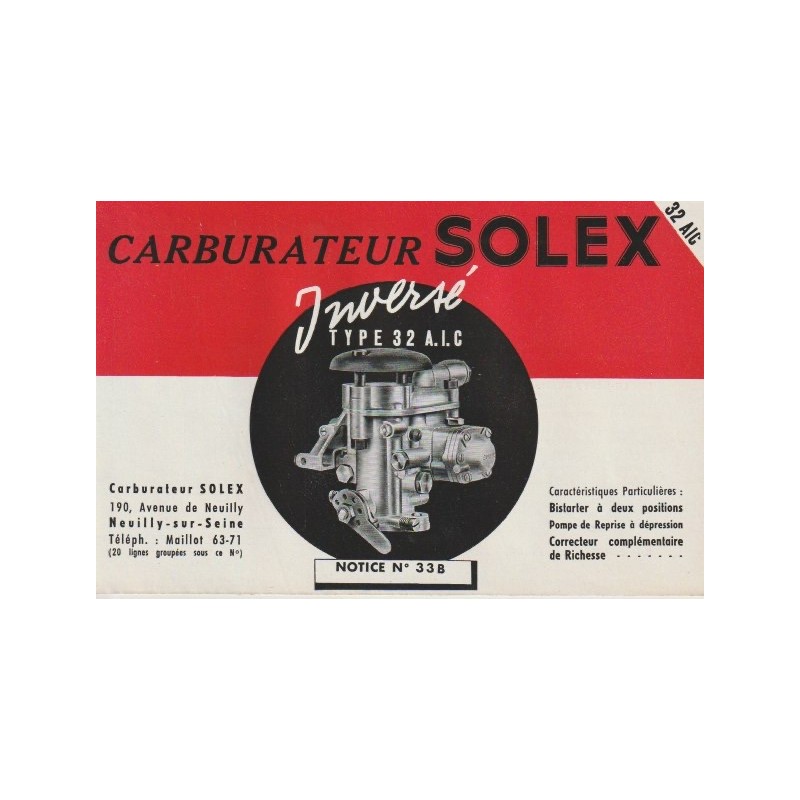 CARBURATEUR SOLEX
32 AIC
Inversé
TYPE 32 A.I.C
Carburateur SOLEX
190, Avenue de Neuilly
Neuilly-sur-Seine
Téléph. : Maillot 63-71
(20 lignes groupées sous ce N°)
Caractéristiques Particulières :
Bistarter à deux positions
Pompe de Reprise à dépression
Correcteur complémentaire
de Richesse - - - - - - -
NOTICE N° 33B